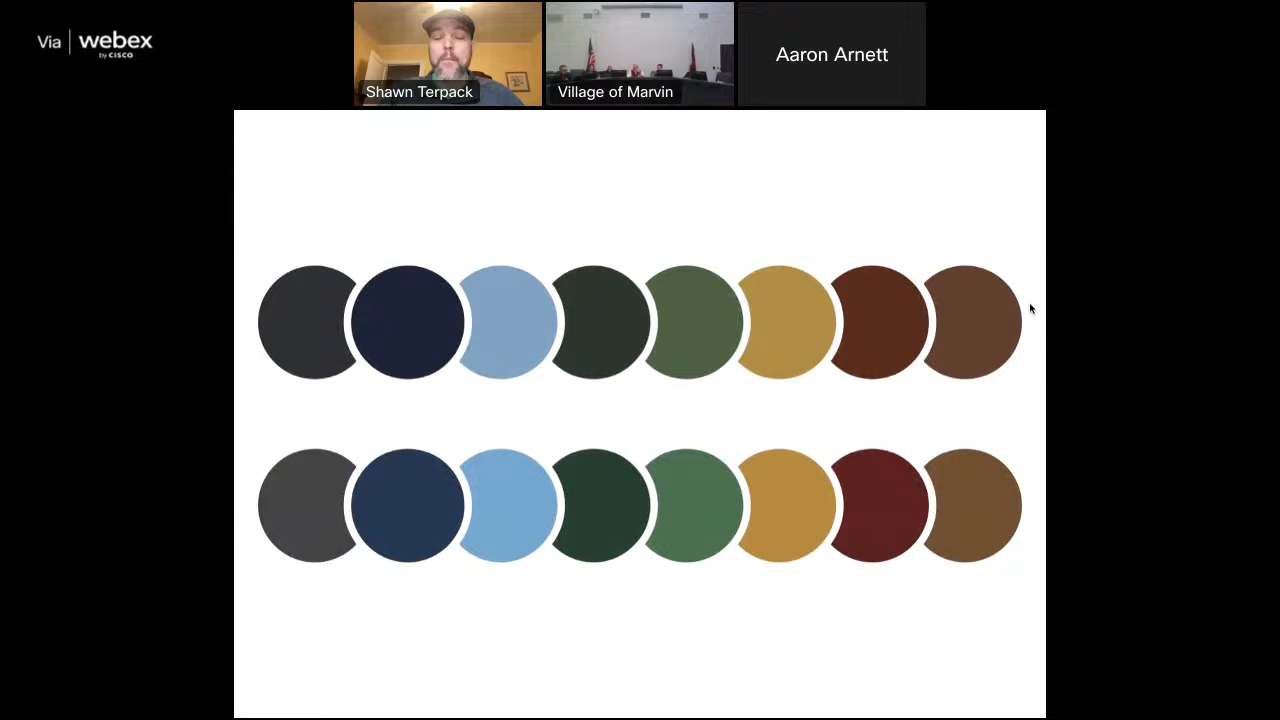 Via webex
by CISCO
Shawn Terpack
Village of Marvin
Aaron Arnett